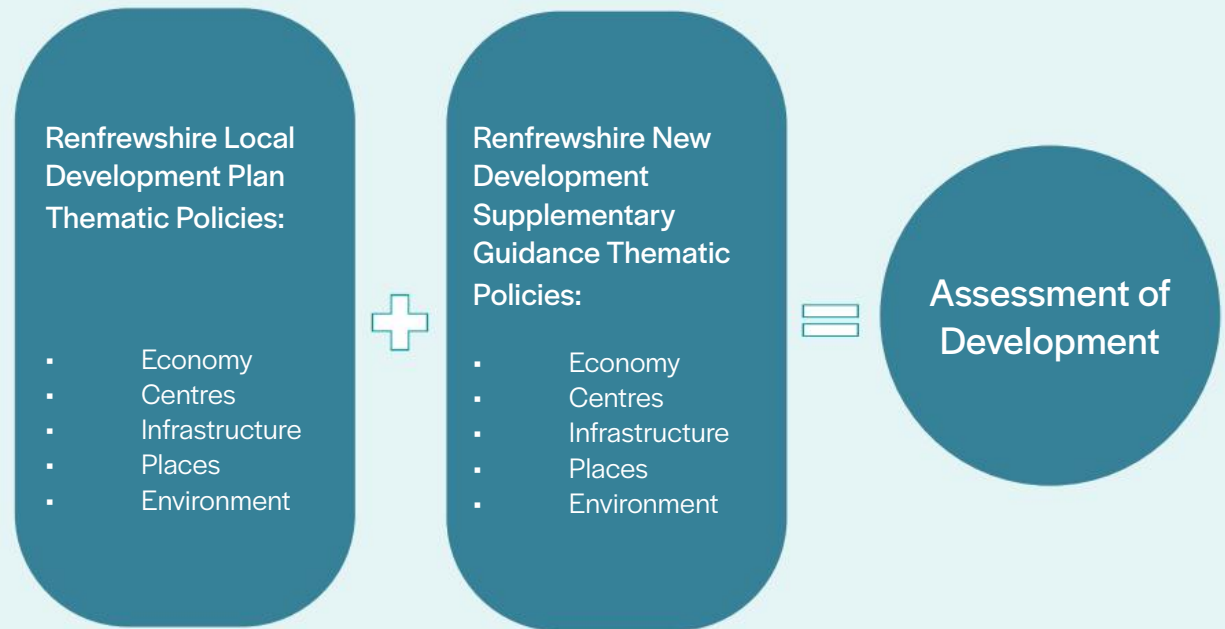 Renfrewshire Local
Development Plan
Thematic Policies:
▪ Economy
▪ Centres
▪ Infrastructure
▪ Places
▪ Environment
Renfrewshire New
Development
Supplementary
Guidance Thematic
Policies:
▪ Economy
▪ Centres
▪ Infrastructure
▪ Places
▪ Environment
Assessment of
Development